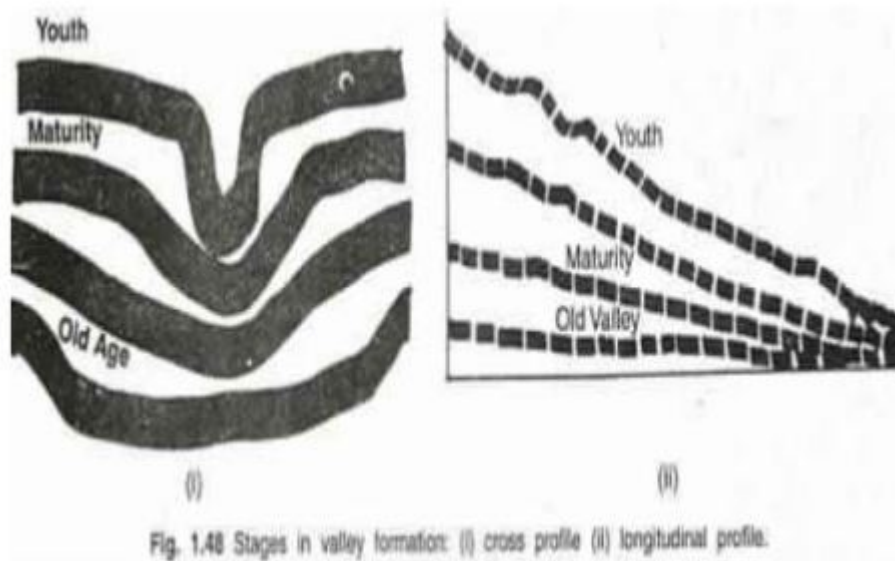 Youth
Maturity
Old Age
(i)
Youth
Maturity
Old Valley
(ii)
Fig. 1.48 Stages in valley formation: (i) cross profile (ii) longitudinal profile.